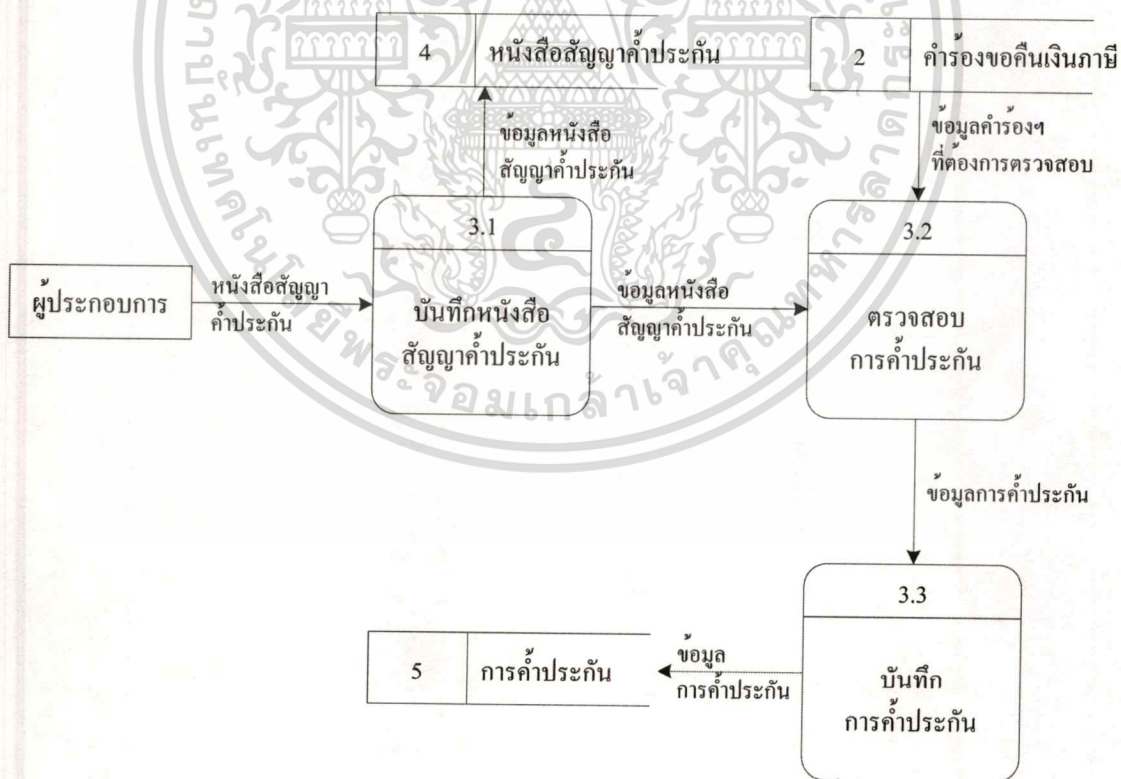 4 หนังสือสัญญาค้ำประกัน
2 คำร้องขอคืนเงินภาษี
ข้อมูลหนังสือ
สัญญาค้ำประกัน
ข้อมูลคำร้องฯ
ที่ต้องการตรวจสอบ
ผู้ประกอบการ
หนังสือสัญญา
ค้ำประกัน
3.1
บันทึกหนังสือ
สัญญาค้ำประกัน
ข้อมูลหนังสือ
สัญญาค้ำประกัน
3.2
ตรวจสอบ
การค้ำประกัน
ข้อมูลการค้ำประกัน
3.3
บันทึก
การค้ำประกัน
ข้อมูล
การค้ำประกัน
5 การค้ำประกัน